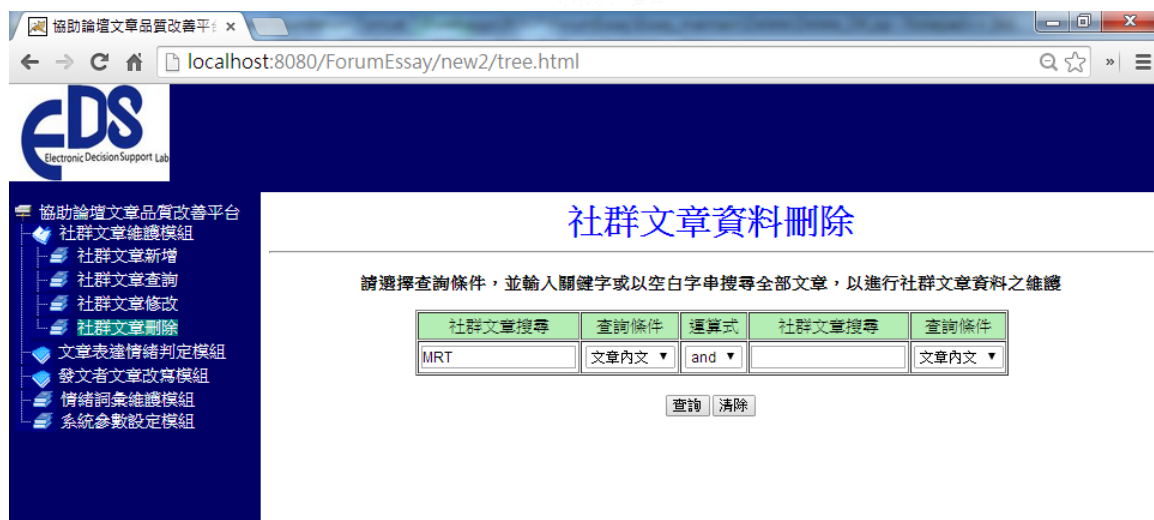 協助論壇文章品質改善平
localhost:8080/ForumEssay/new2/tree.html
EDS
Electronic Decision Support Lab
協助論壇文章品質改善平台
社群文章維護模組
社群文章新增
社群文章查詢
社群文章修改
社群文章刪除
文章表達情緒判定模組
發文者文章改寫模組
情緒詞彙維護模組
系統參數設定模組
社群文章資料刪除
請選擇查詢條件，並輸入關鍵字或以空白字串搜尋全部文章，以進行社群文章資料之維護
社群文章搜尋 查詢條件 運算式 社群文章搜尋 查詢條件
MRT 文章內文 and 文章內文
查詢 清除